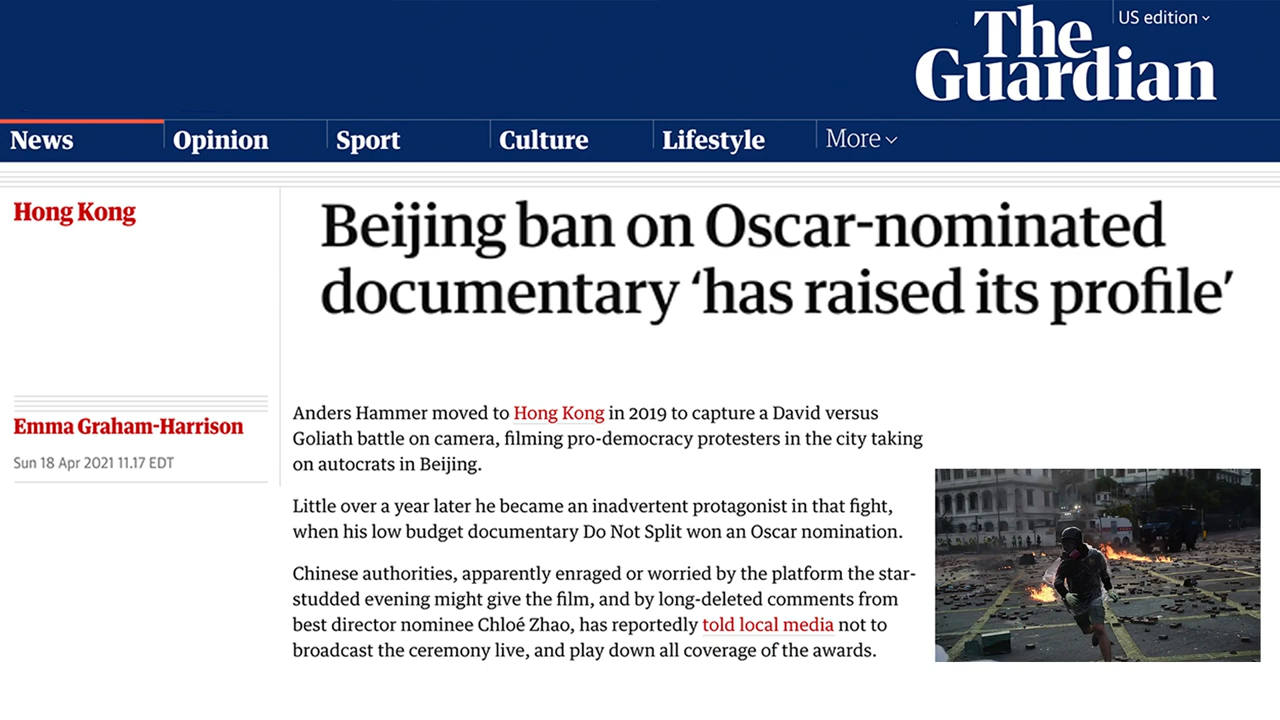 US edition
The
Guardian
News Opinion Sport Culture Lifestyle More
Hong Kong
Beijing ban on Oscar-nominated
documentary ‘has raised its profile’
Emma Graham-Harrison
Sun 18 Apr 2021 11.17 EDT
Anders Hammer moved to Hong Kong in 2019 to capture a David versus
Goliath battle on camera, filming pro-democracy protesters in the city taking
on autocrats in Beijing.
Little over a year later he became an inadvertent protagonist in that fight,
when his low budget documentary Do Not Split won an Oscar nomination.
Chinese authorities, apparently enraged or worried by the platform the star-
studded evening might give the film, and by long-deleted comments from
best director nominee Chloé Zhao, has reportedly told local media not to
broadcast the ceremony live, and play down all coverage of the awards.